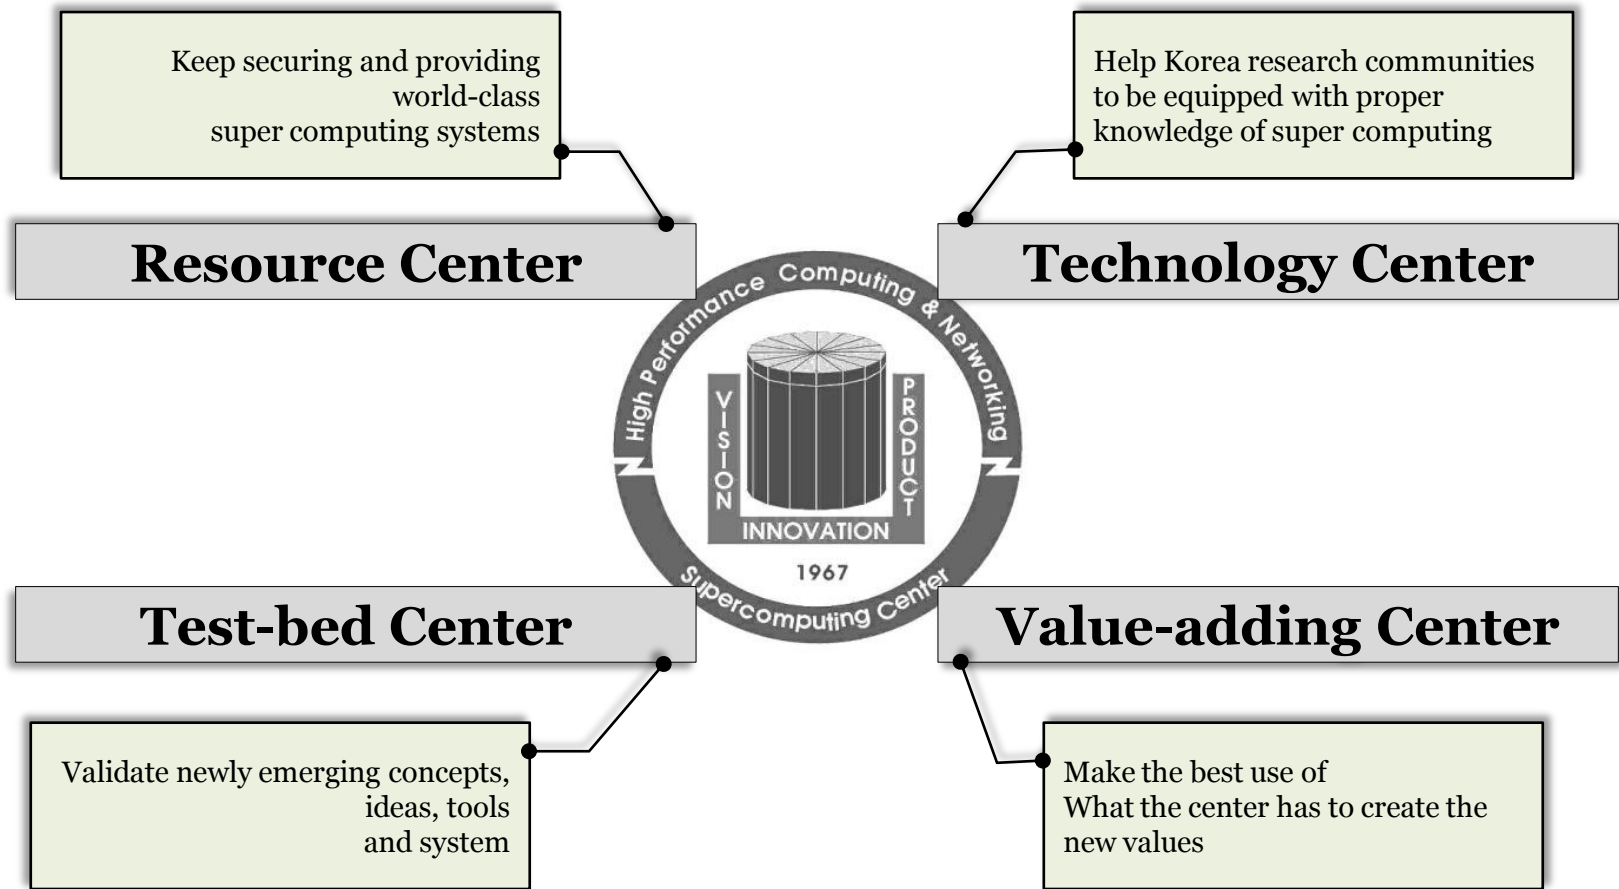 Keep securing and providing
world-class
super computing systems
Help Korea research communities
to be equipped with proper
knowledge of super computing
Resource Center
Technology Center
High Performance Computing & Networking
VISION
PRODUCT
INNOVATION
1967
Supercomputing Center
Test-bed Center
Value-adding Center
Validate newly emerging concepts,
ideas, tools
and system
Make the best use of
What the center has to create the
new values